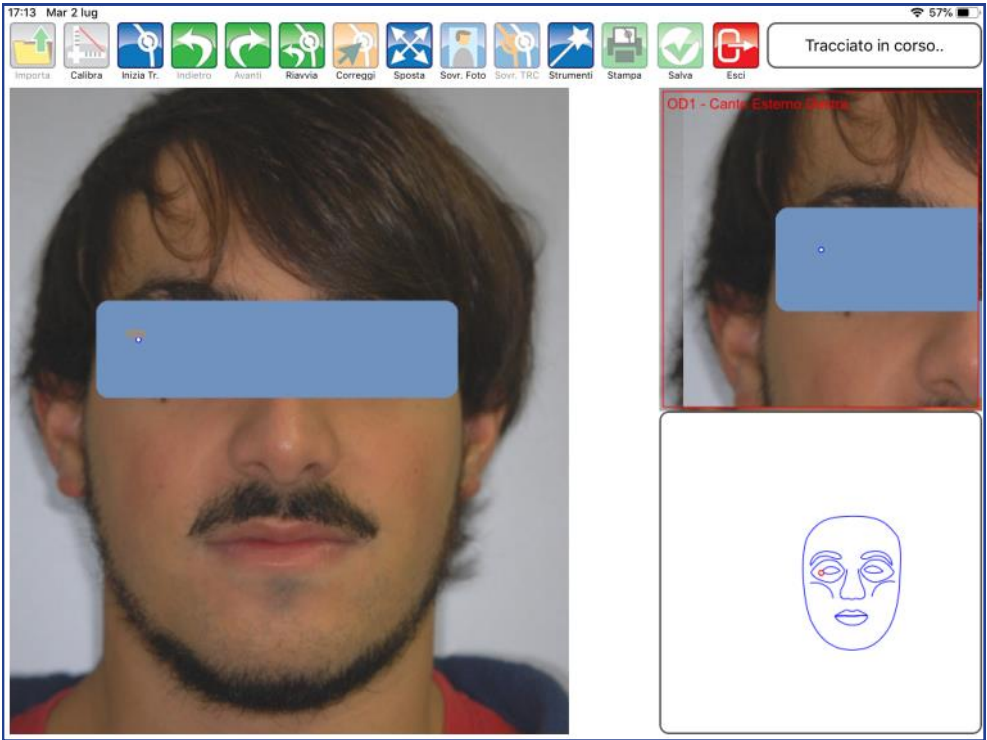 17:13 Mar 2 lug
57%
Importa
Calibra
Inizia Tr.
Indietro
Avanti
Riavvia
Correggi
Sposta
Sovr. Foto
Sovr. TRC
Strumenti
Stampa
Salva
Esci
Tracciato in corso..
OD1 - Canto Esterno Destro